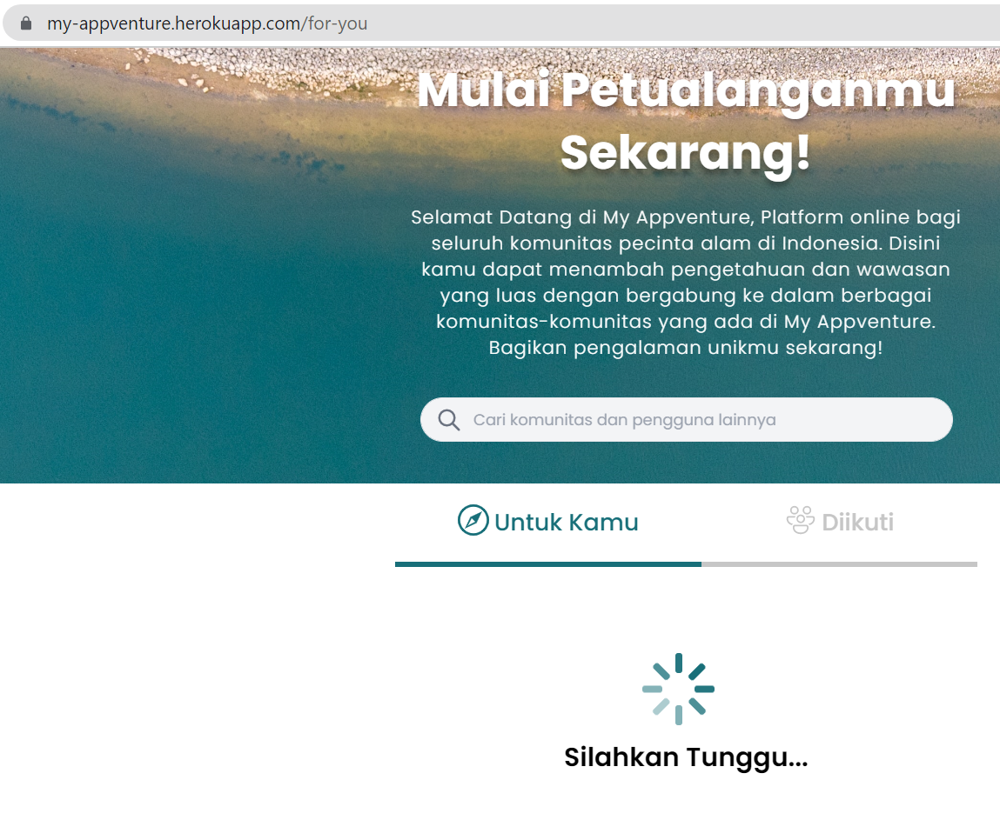 my-appventure.herokuapp.com/for-you
Mulai Petualanganmu
Sekarang!
Selamat Datang di My Appventure, Platform online bagi
seluruh komunitas pecinta alam di Indonesia. Disini
kamu dapat menambah pengetahuan dan wawasan
yang luas dengan bergabung ke dalam berbagai
komunitas-komunitas yang ada di My Appventure.
Bagikan pengalaman unikmu sekarang!
Cari komunitas dan pengguna lainnya
Untuk Kamu
Diikuti
Silahkan Tunggu...